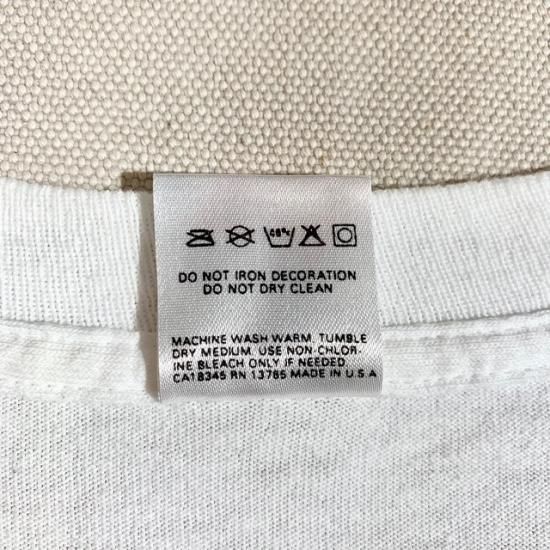 40°c
DO NOT IRON DECORATION
DO NOT DRY CLEAN
MACHINE WASH WARM, TUMBLE
DRY MEDIUM. USE NON-CHLOR-
INE BLEACH ONLY IF NEEDED.
CA18345 RN 13765 MADE IN U.S.A